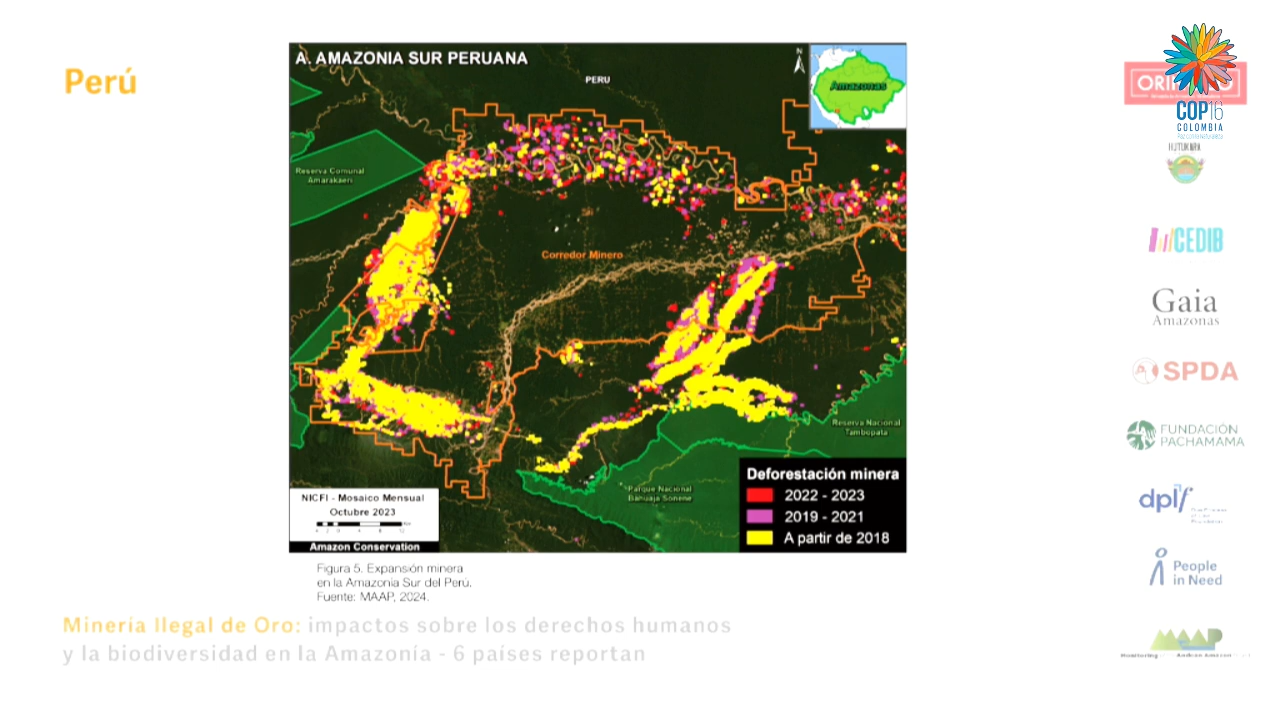 Perú
A. AMAZONIA SUR PERUANA
PERU
N
Amazonas
Reserva Comunal
Amarakaeri
Corredor Minero
Reserva Nacional
Tambopata
Parque Nacional
Bahuaja Sonene
Deforestación minera
2022 - 2023
2019 - 2021
A partir de 2018
NICFI - Mosaico Mensual
Octubre 2023
Amazon Conservation
Figura 5. Expansión minera
en la Amazonía Sur del Perú.
Fuente: MAAP, 2024.
Minería Ilegal de Oro: impactos sobre los derechos humanos
y la biodiversidad en la Amazonía - 6 países reportan
COP16
COLOMBIA
HUTUKARA
CEDIB
Gaia
Amazonas
SPDA
FUNDACIÓN
PACHAMAMA
dplf
People
in Need
MAAP